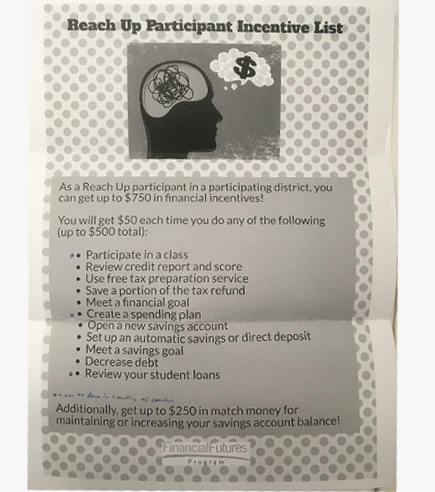 Reach Up Participant Incentive List
$
As a Reach Up participant in a participating district, you
can get up to $750 in financial incentives!
You will get $50 each time you do any of the following
(up to $500 total):
• Participate in a class
• Review credit report and score
• Use free tax preparation service
• Save a portion of the tax refund
• Meet a financial goal
• Create a spending plan
• Open a new savings account
• Set up an automatic savings or direct deposit
• Meet a savings goal
• Decrease debt
• Review your student loans
can be done in
Additionally, get up to $250 in match money for
maintaining or increasing your savings account balance!
FinancialFutures
Program